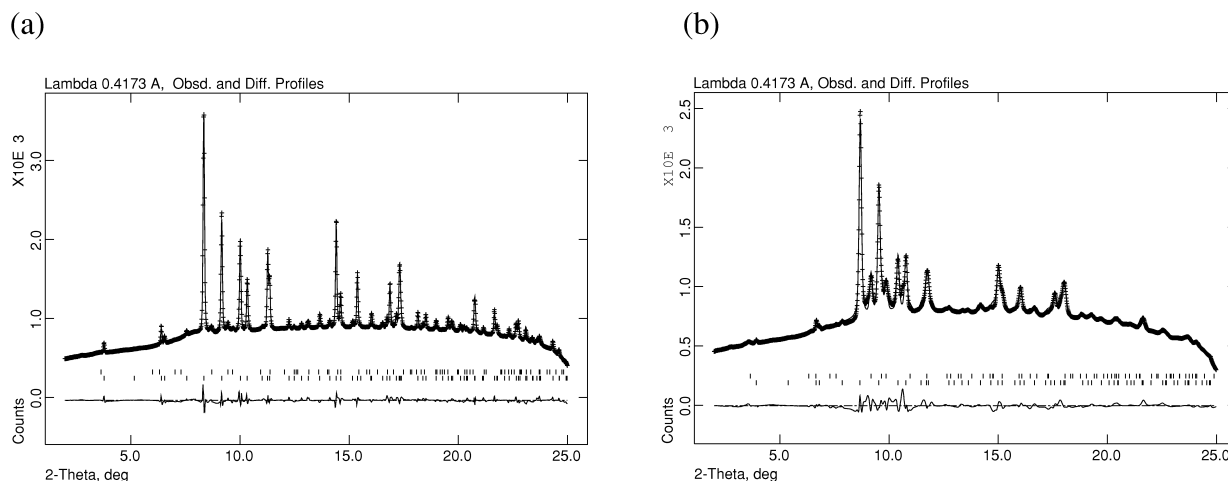 (a)
Lambda 0.4173 A, Obsd. and Diff. Profiles
X10E 3
3.0
2.0
1.0
0.0
Counts
5.0 10.0 15.0 20.0 25.0
2-Theta, deg
(b)
Lambda 0.4173 A, Obsd. and Diff. Profiles
X10E 3
2.5
2.0
1.5
1.0
0.5
0.0
Counts
5.0 10.0 15.0 20.0 25.0
2-Theta, deg